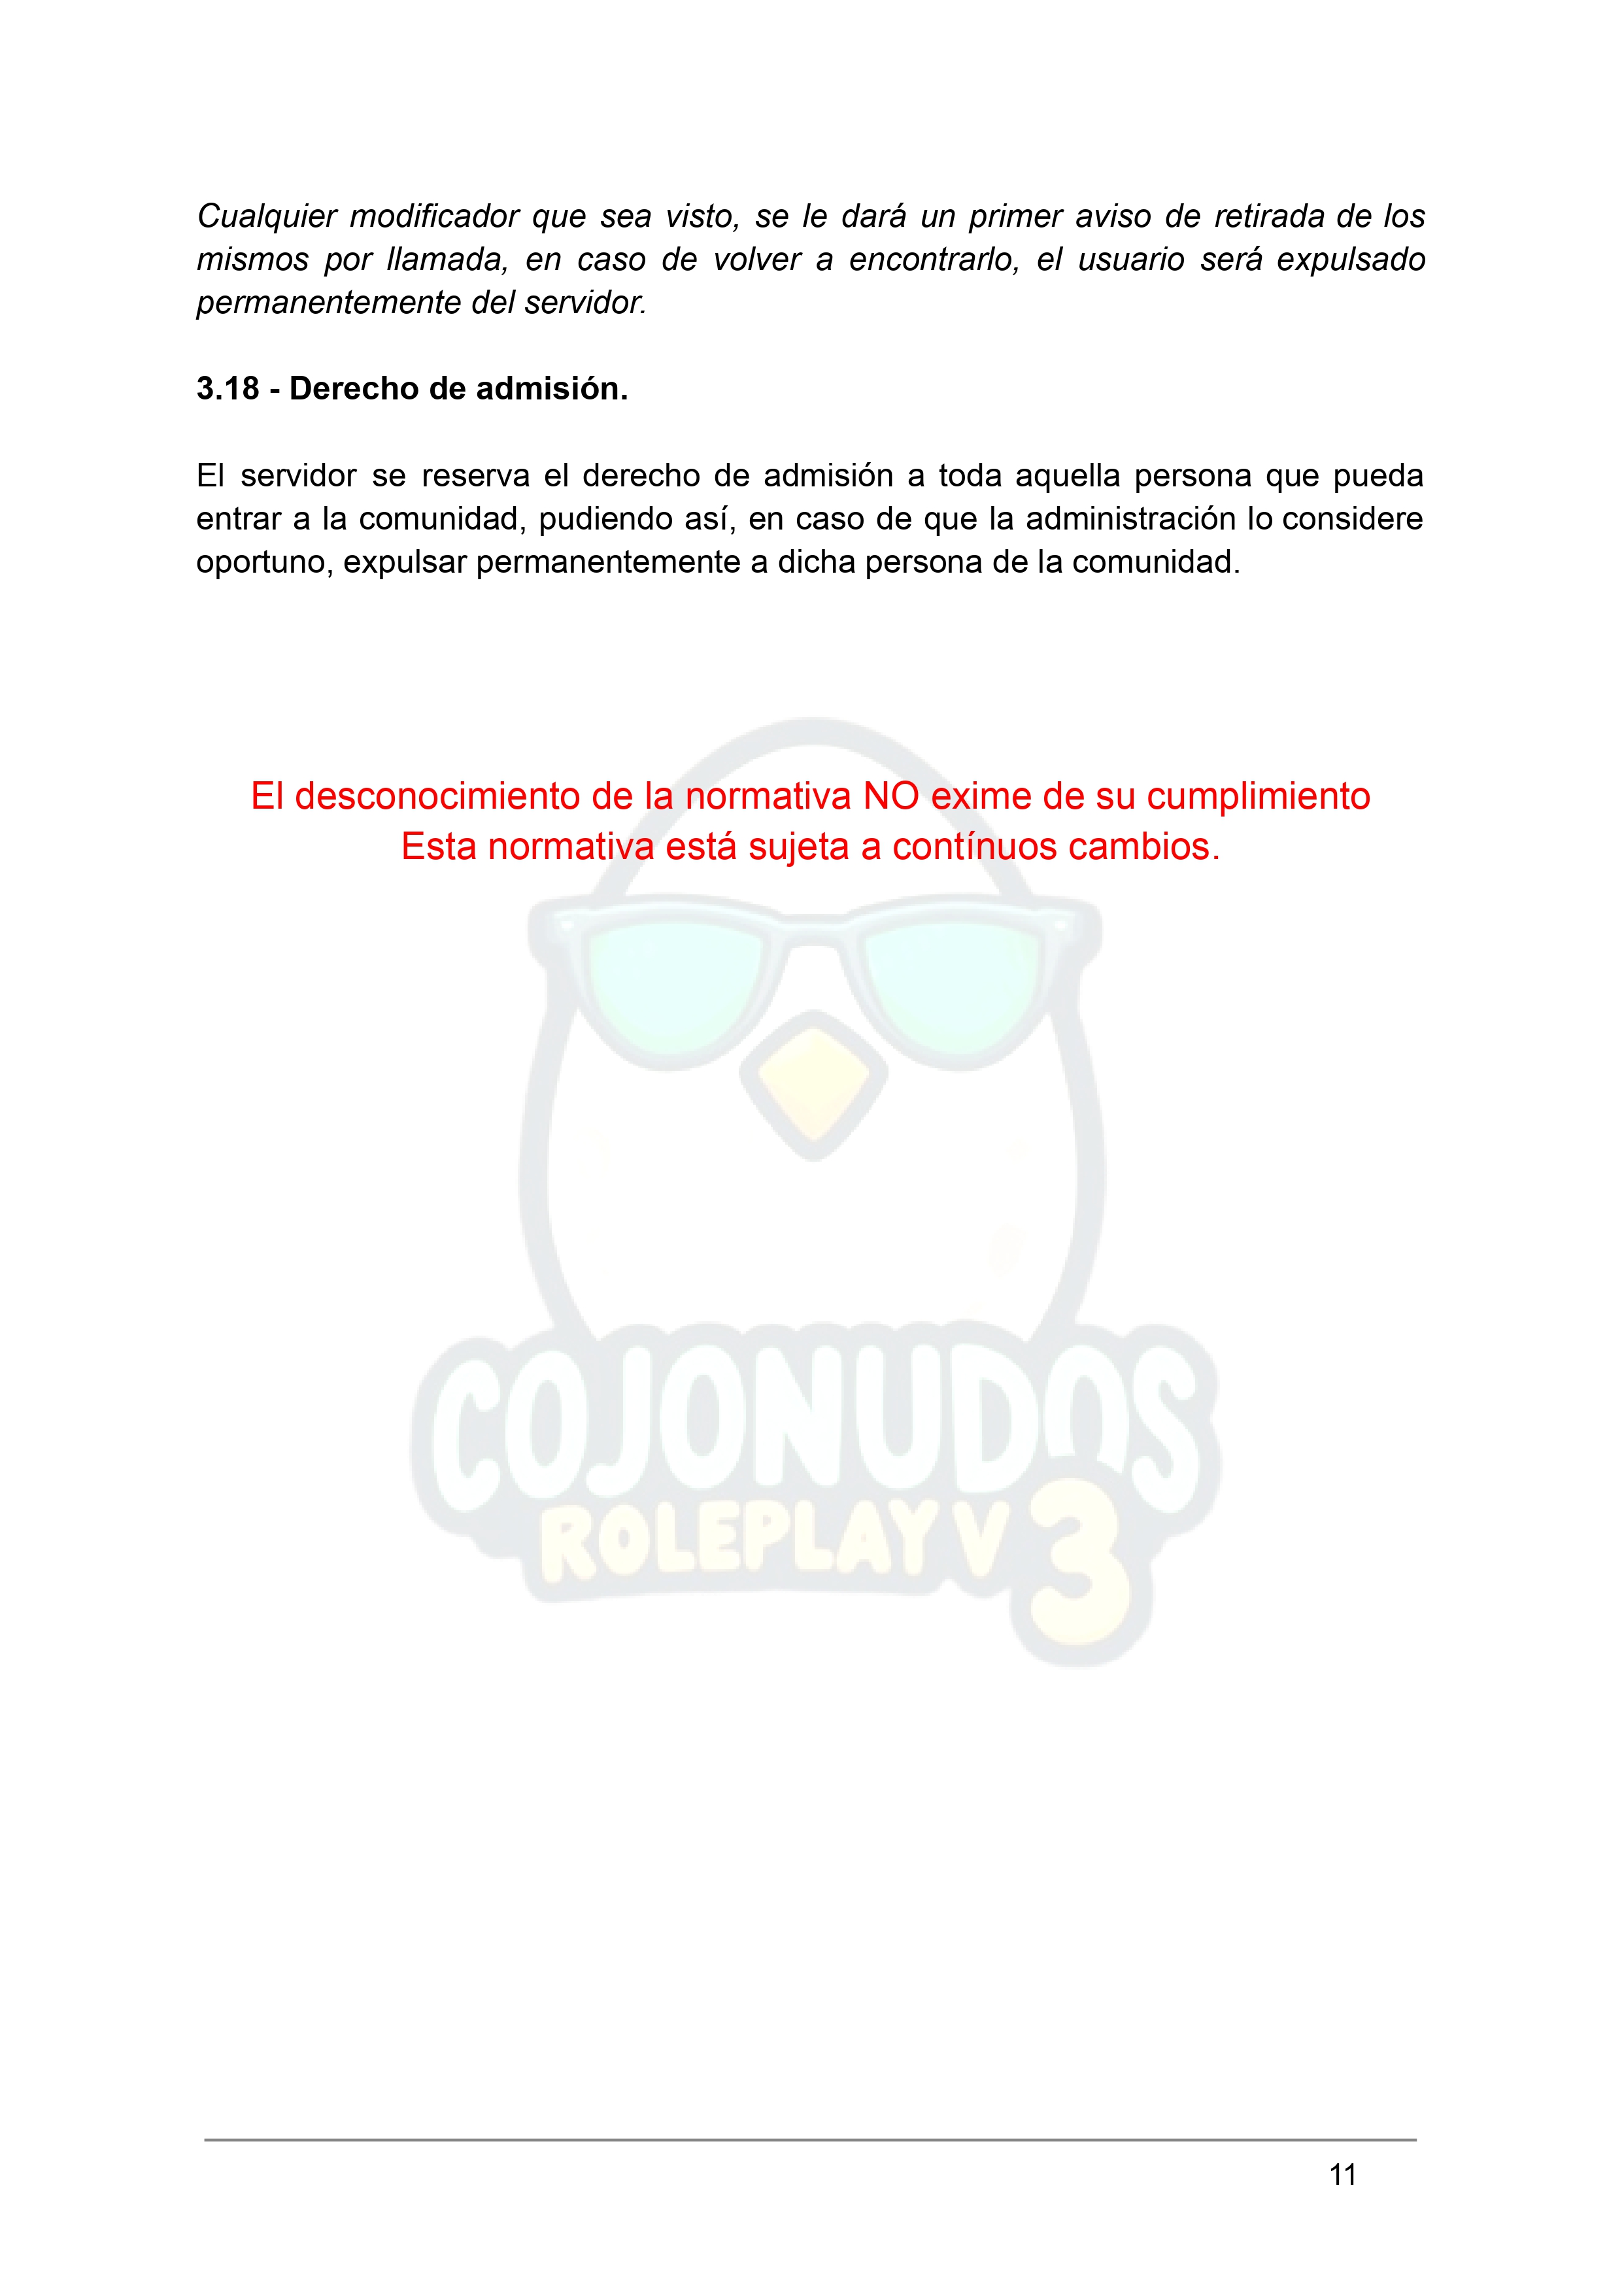 Cualquier modificador que sea visto, se le dará un primer aviso de retirada de los
mismos por llamada, en caso de volver a encontrarlo, el usuario será expulsado
permanentemente del servidor.
3.18 - Derecho de admisión.
El servidor se reserva el derecho de admisión a toda aquella persona que pueda
entrar a la comunidad, pudiendo así, en caso de que la administración lo considere
oportuno, expulsar permanentemente a dicha persona de la comunidad.
El desconocimiento de la normativa NO exime de su cumplimiento
Esta normativa está sujeta a contínuos cambios.
COJONUDOS
ROLEPLAY V3
11